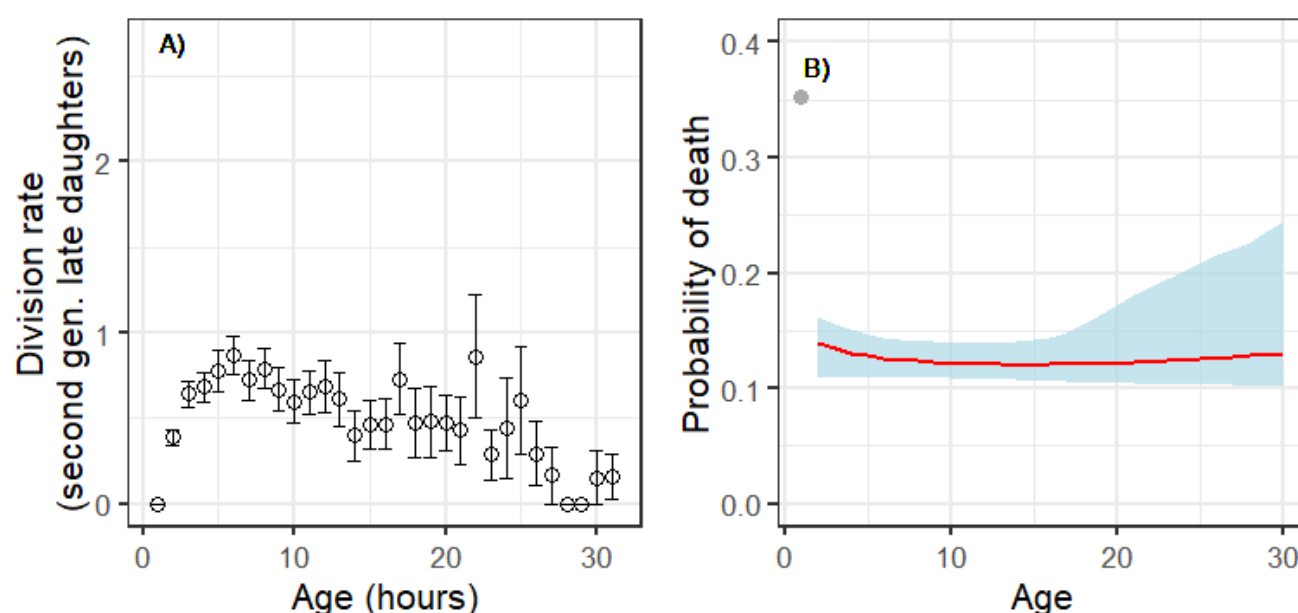 A)
Division rate
(second gen. late daughters)
2
1
0
0
10
20
30
Age (hours)
B)
Probability of death
0.4
0.3
0.2
0.1
0.0
0
10
20
30
Age